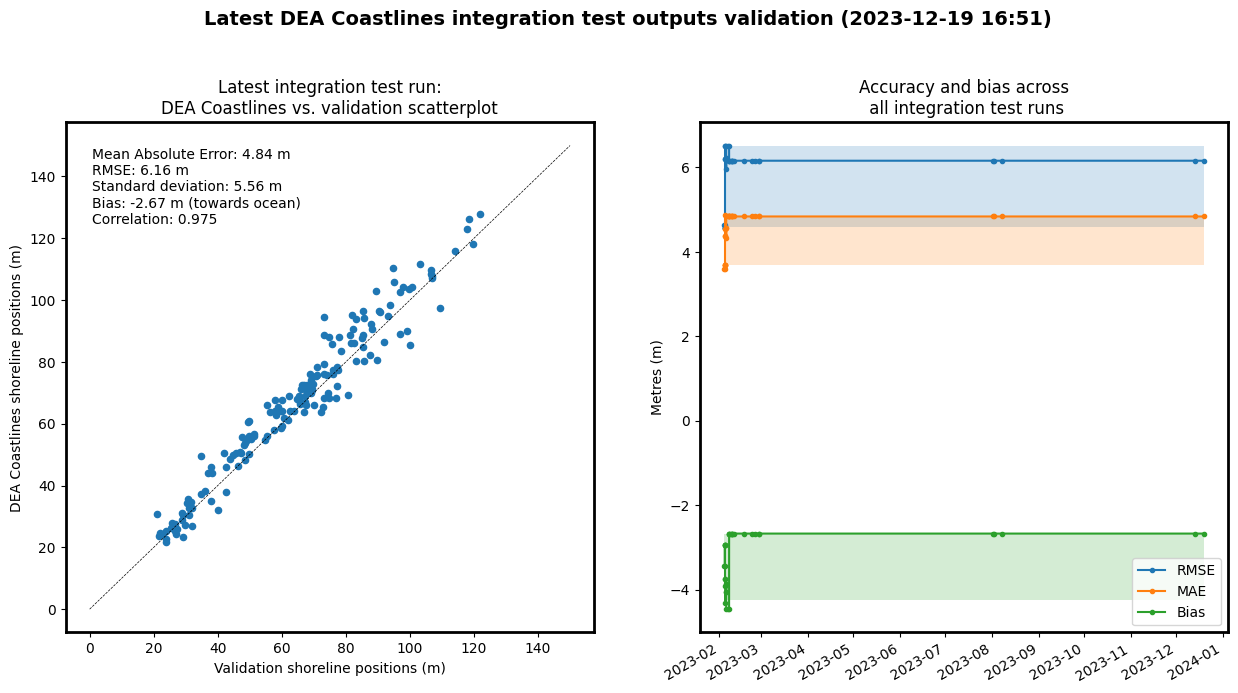 Latest DEA Coastlines integration test outputs validation (2023-12-19 16:51)
Latest integration test run:
DEA Coastlines vs. validation scatterplot
Mean Absolute Error: 4.84 m
RMSE: 6.16 m
Standard deviation: 5.56 m
Bias: -2.67 m (towards ocean)
Correlation: 0.975
DEA Coastlines shoreline positions (m)
140
120
100
80
60
40
20
0
0 20 40 60 80 100 120 140
Validation shoreline positions (m)
Accuracy and bias across
all integration test runs
Metres (m)
6
4
2
0
−2
−4
RMSE
MAE
Bias
2023-02 2023-03 2023-04 2023-05 2023-06 2023-07 2023-08 2023-09 2023-10 2023-11 2023-12 2024-01